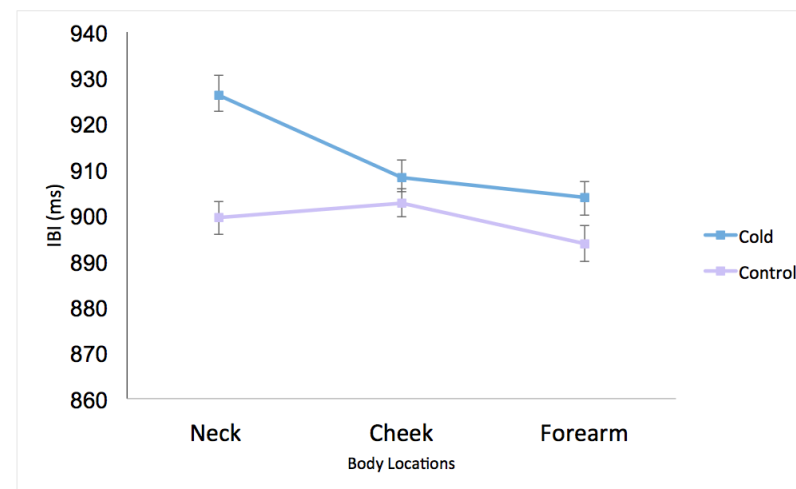 940
930
920
910
900
890
880
870
860
IBI (ms)
Neck Cheek Forearm
Body Locations
Cold
Control